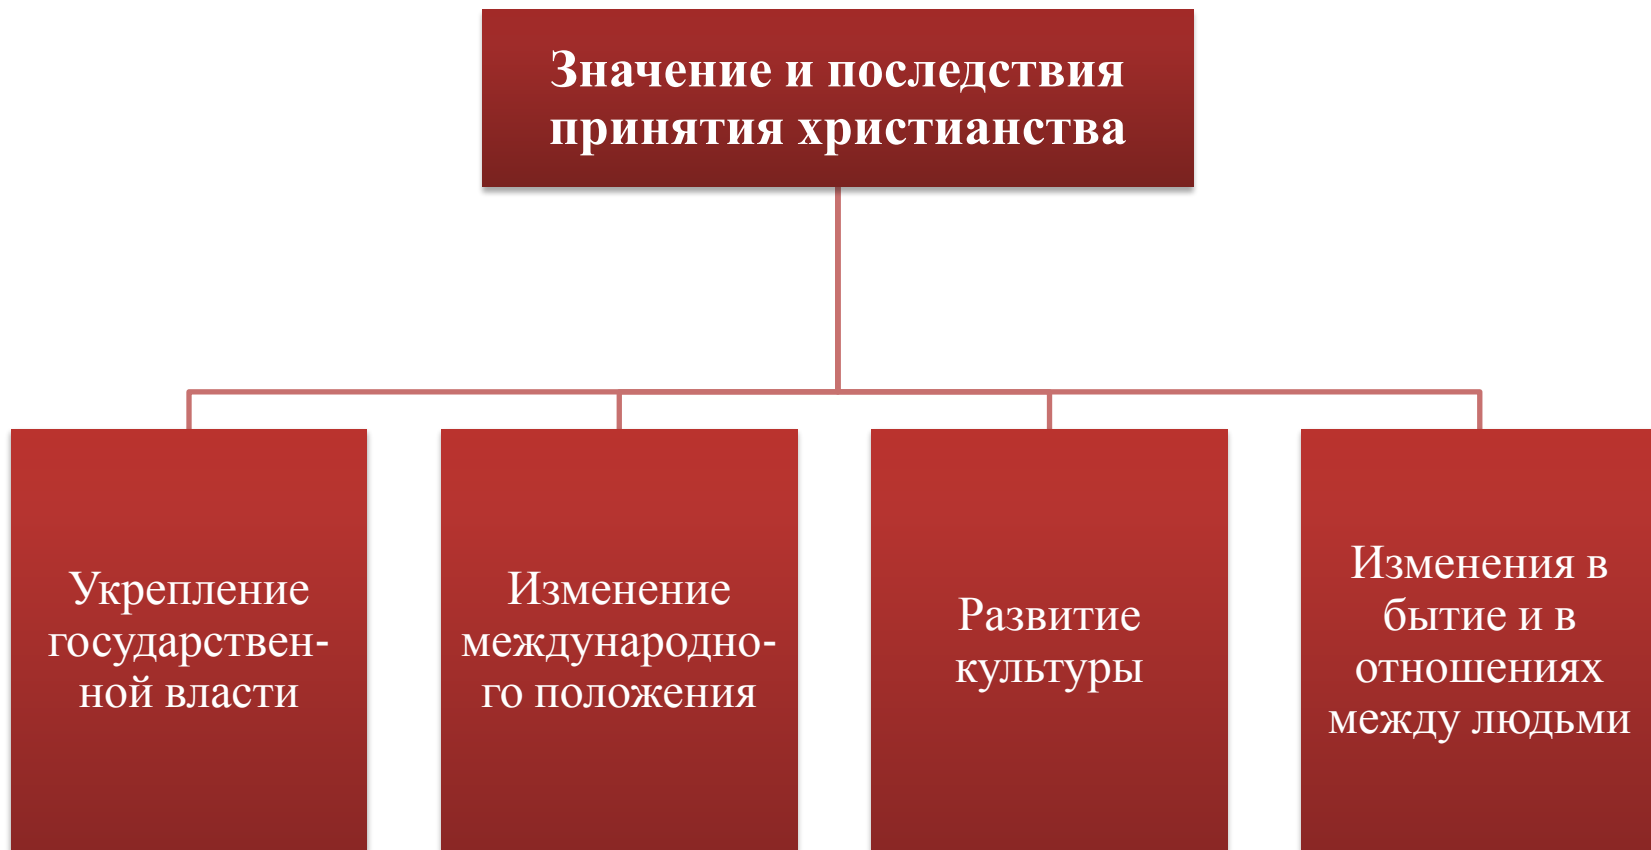 Значение и последствия
принятия христианства
Укрепление
государствен-
ной власти
Изменение
международно-
го положения
Развитие
культуры
Изменения в
бытие и в
отношениях
между людьми